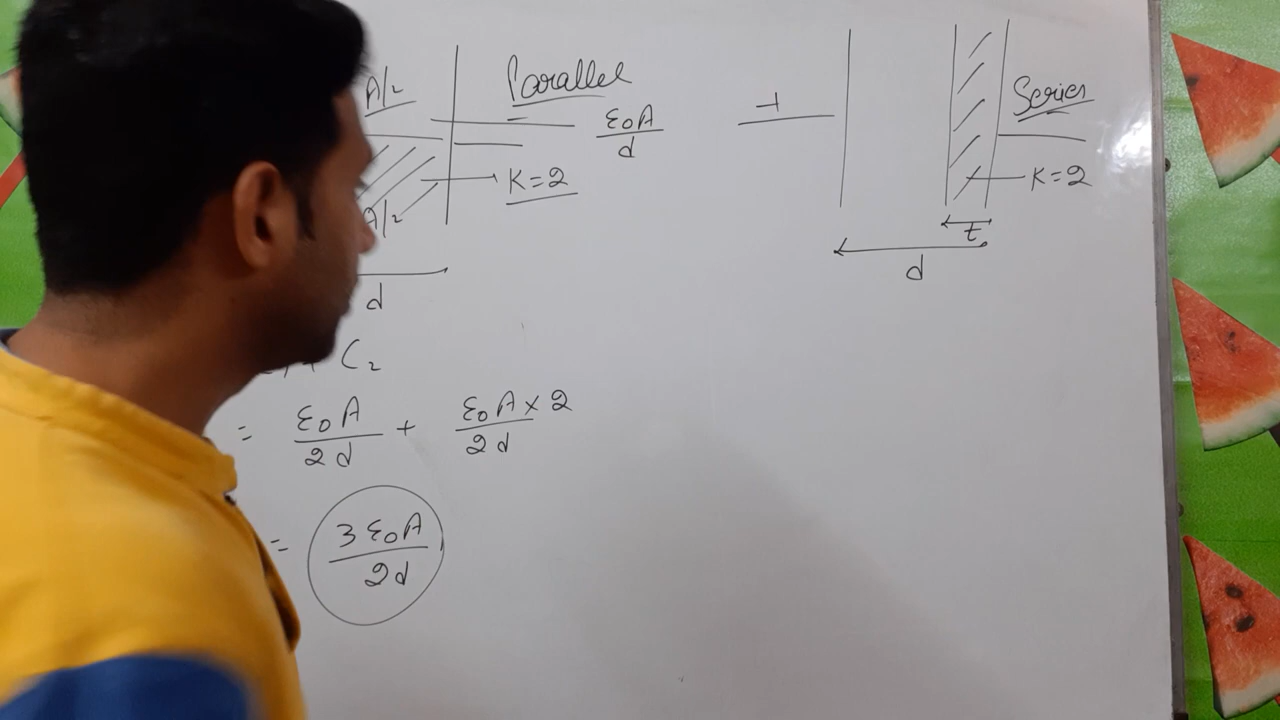 A/2
Parallel
ε0A/d
K=2
A/2
d
C2
= ε0A/2d + ε0A×2/2d
= 3ε0A/2d
+
Series
K=2
t
d